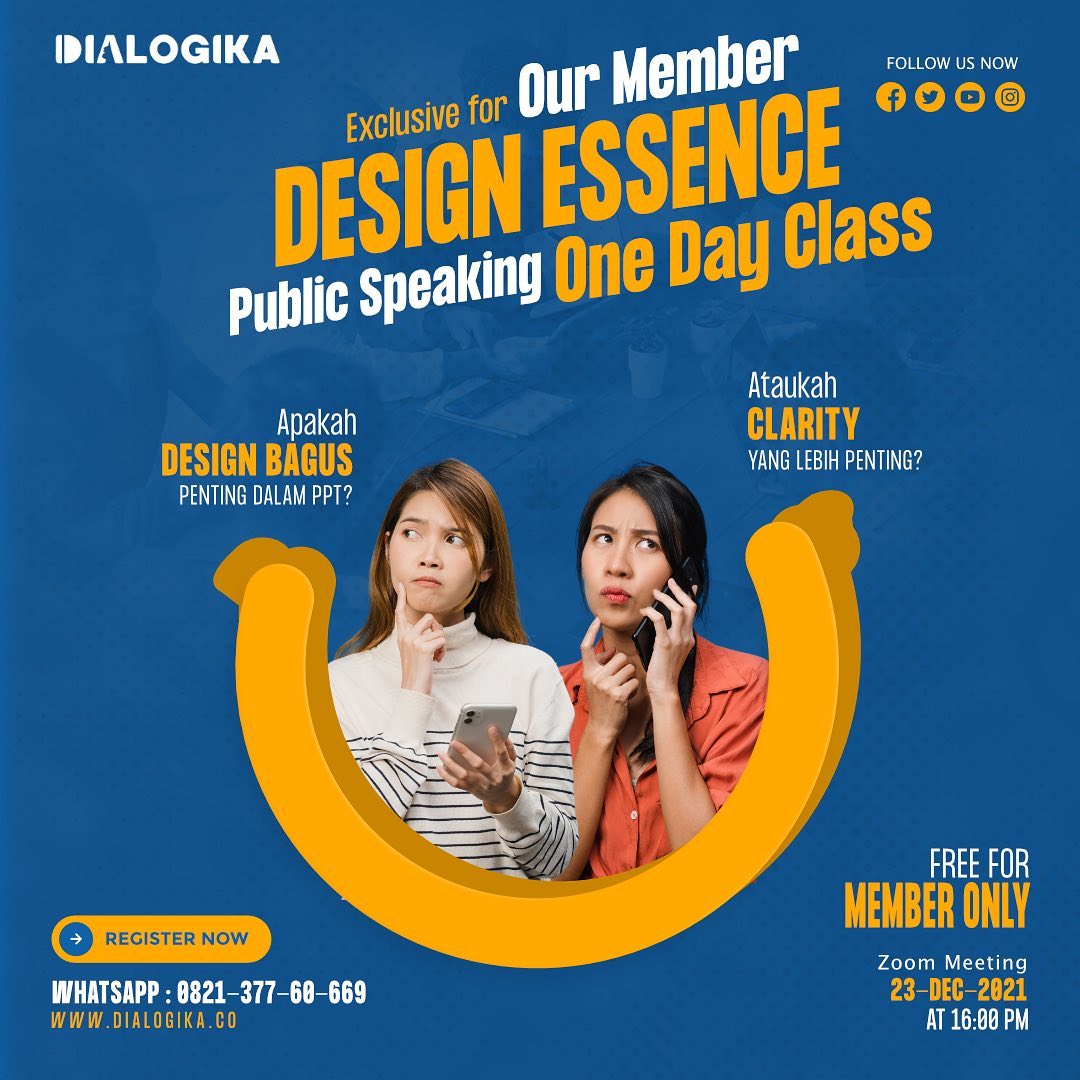 DIALOGIKA
FOLLOW US NOW
Exclusive for Our Member
DESIGN ESSENCE
Public Speaking One Day Class
Apakah
DESIGN BAGUS
PENTING DALAM PPT?
Ataukah
CLARITY
YANG LEBIH PENTING?
FREE FOR
MEMBER ONLY
Zoom Meeting
23-DEC-2021
AT 16:00 PM
REGISTER NOW
WHATSAPP : 0821-377-60-669
WWW.DIALOGIKA.CO